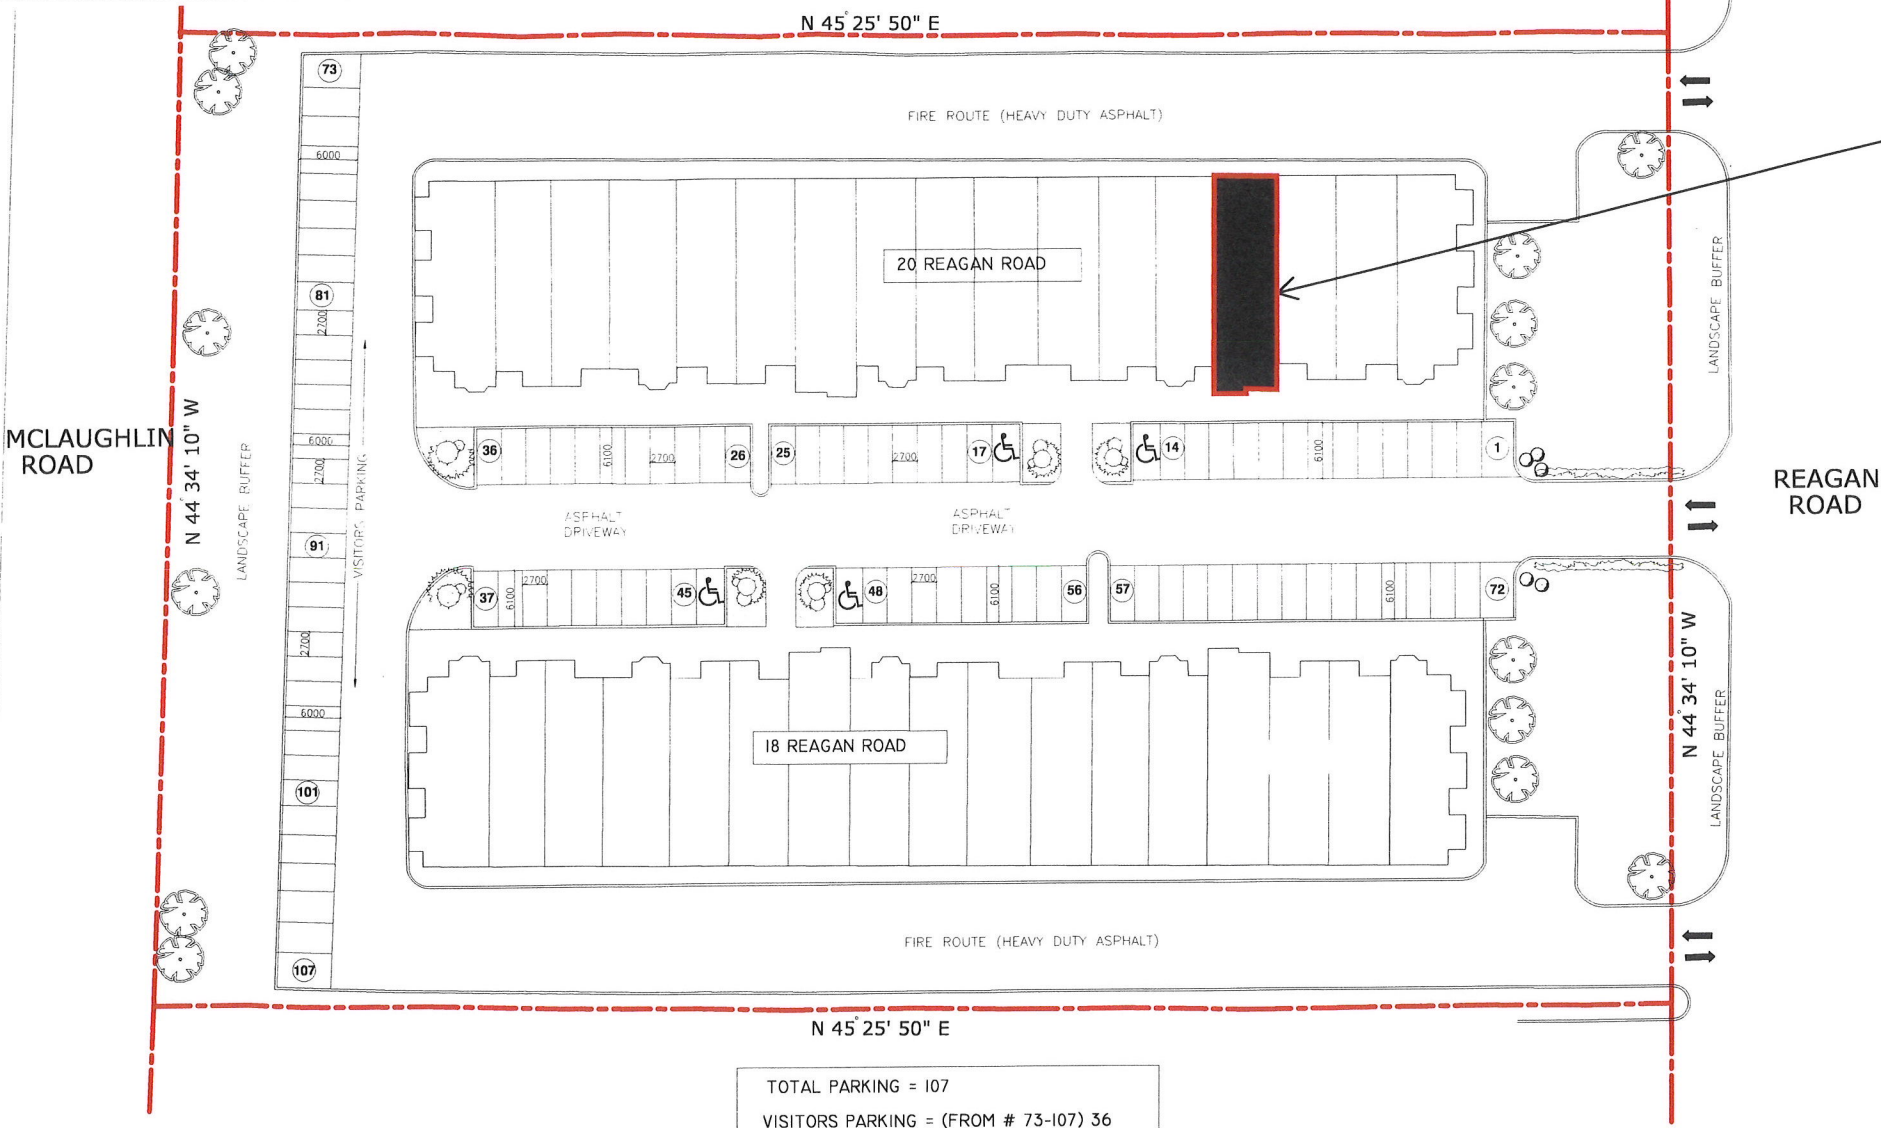 N 45° 25' 50" E
73
FIRE ROUTE (HEAVY DUTY ASPHALT)
6000
20 REAGAN ROAD
LANDSCAPE BUFFER
81
2700
MCLAUGHLIN
ROAD
N 44° 34' 10" W
LANDSCAPE BUFFER
6000
2700
VISITORS PARKING
36
6100
2700
26
25
2700
17
14
6100
1
REAGAN
ROAD
ASPHALT
DRIVEWAY
ASPHALT
DRIVEWAY
91
37
6100
2700
45
48
2700
6100
56
57
6100
72
2700
N 44° 34' 10" W
LANDSCAPE BUFFER
6000
18 REAGAN ROAD
101
FIRE ROUTE (HEAVY DUTY ASPHALT)
107
N 45° 25' 50" E
TOTAL PARKING = 107
VISITORS PARKING = (FROM # 73-107) 36